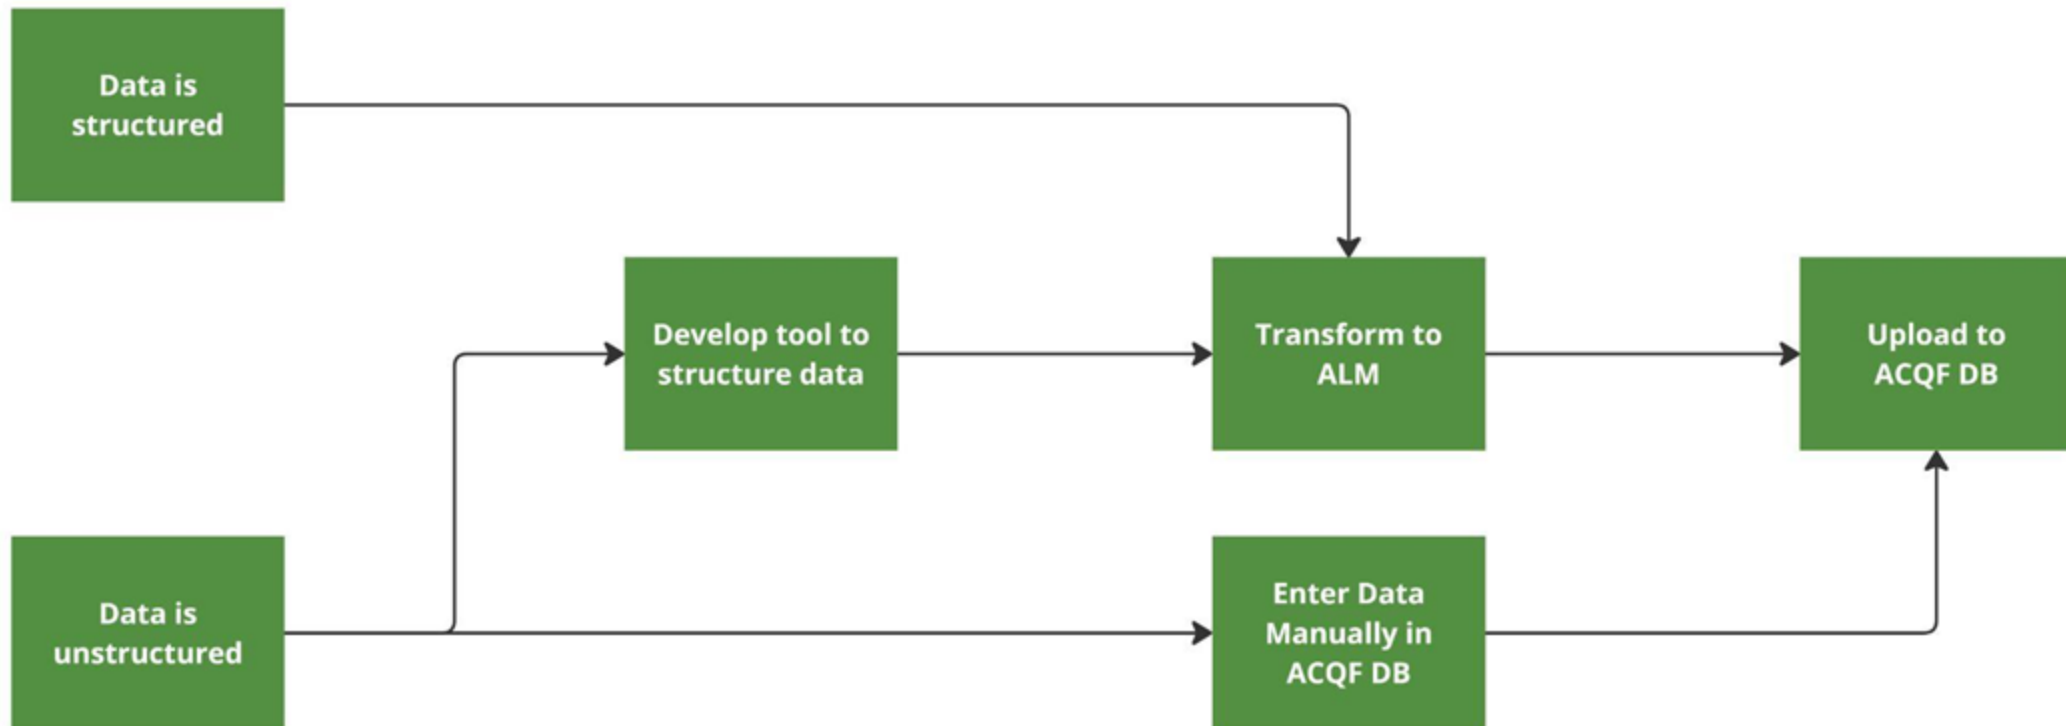 Data is
structured
Develop tool to
structure data
Transform to
ALM
Upload to
ACQF DB
Data is
unstructured
Enter Data
Manually in
ACQF DB